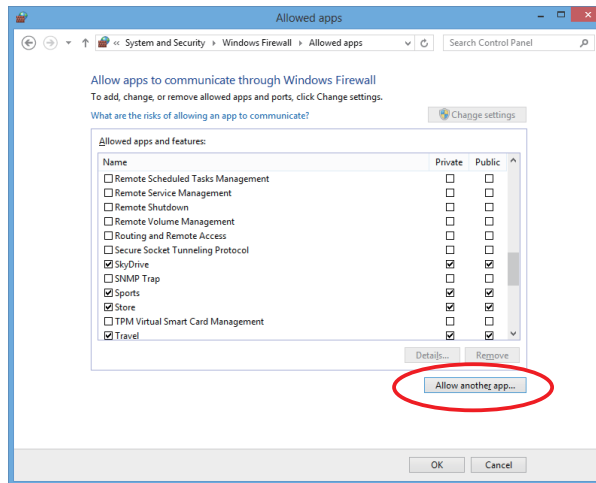 Allowed apps
« System and Security › Windows Firewall › Allowed apps
Search Control Panel
Allow apps to communicate through Windows Firewall
To add, change, or remove allowed apps and ports, click Change settings.
What are the risks of allowing an app to communicate?
Change settings
Allowed apps and features:
Name Private Public
Remote Scheduled Tasks Management
Remote Service Management
Remote Shutdown
Remote Volume Management
Routing and Remote Access
Secure Socket Tunneling Protocol
SkyDrive
SNMP Trap
Sports
Store
TPM Virtual Smart Card Management
Travel
Details... Remove
Allow another app...
OK Cancel